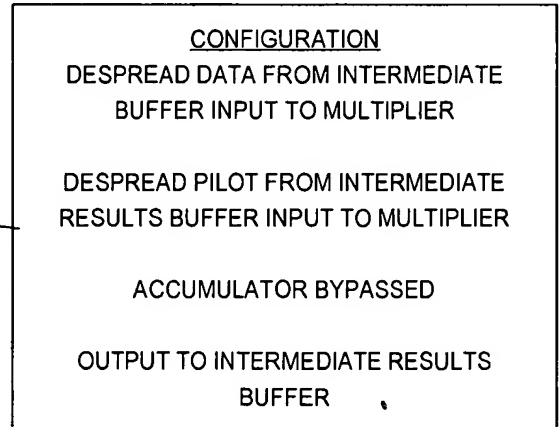 CONFIGURATION
DESPREAD DATA FROM INTERMEDIATE
BUFFER INPUT TO MULTIPLIER
DESPREAD PILOT FROM INTERMEDIATE
RESULTS BUFFER INPUT TO MULTIPLIER
ACCUMULATOR BYPASSED
OUTPUT TO INTERMEDIATE RESULTS
BUFFER